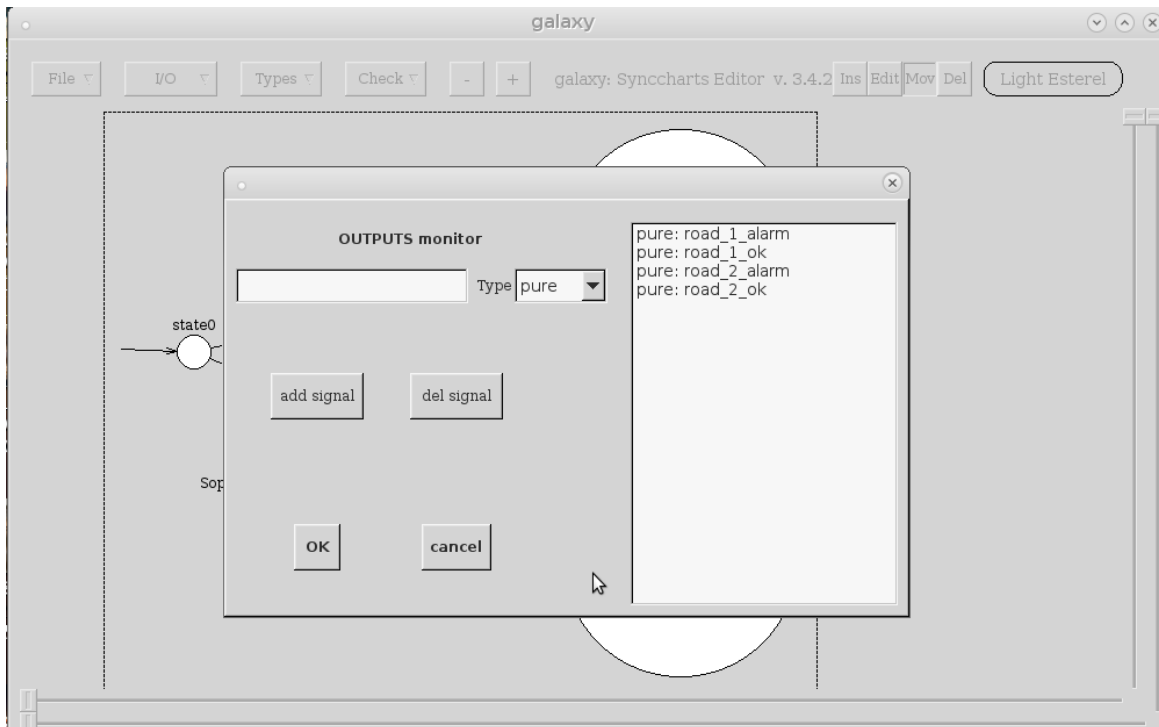 galaxy
File I/O Types Check - + galaxy: Synccharts Editor v. 3.4.2 Ins Edit Mov Del Light Esterel
OUTPUTS monitor
Type pure
pure: road_1_alarm
pure: road_1_ok
pure: road_2_alarm
pure: road_2_ok
state0
add signal del signal
Sop
OK cancel